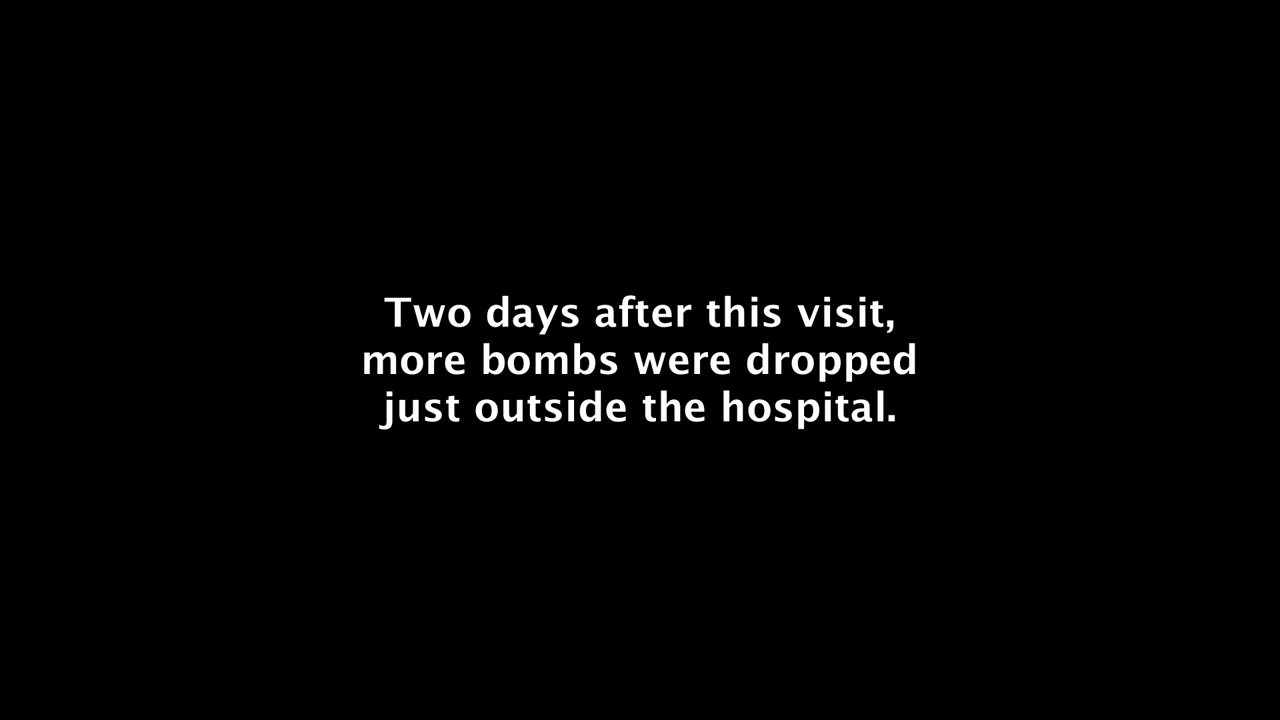 Two days after this visit,
more bombs were dropped
just outside the hospital.